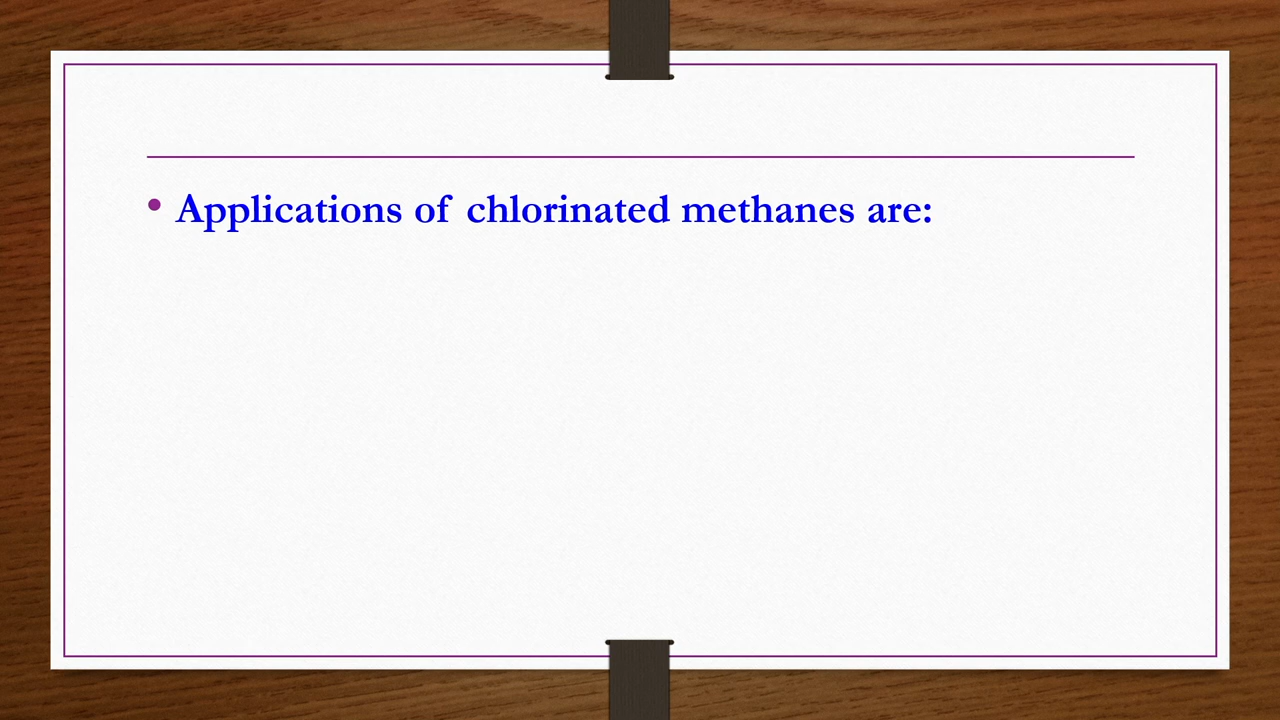 • Applications of chlorinated methanes are: